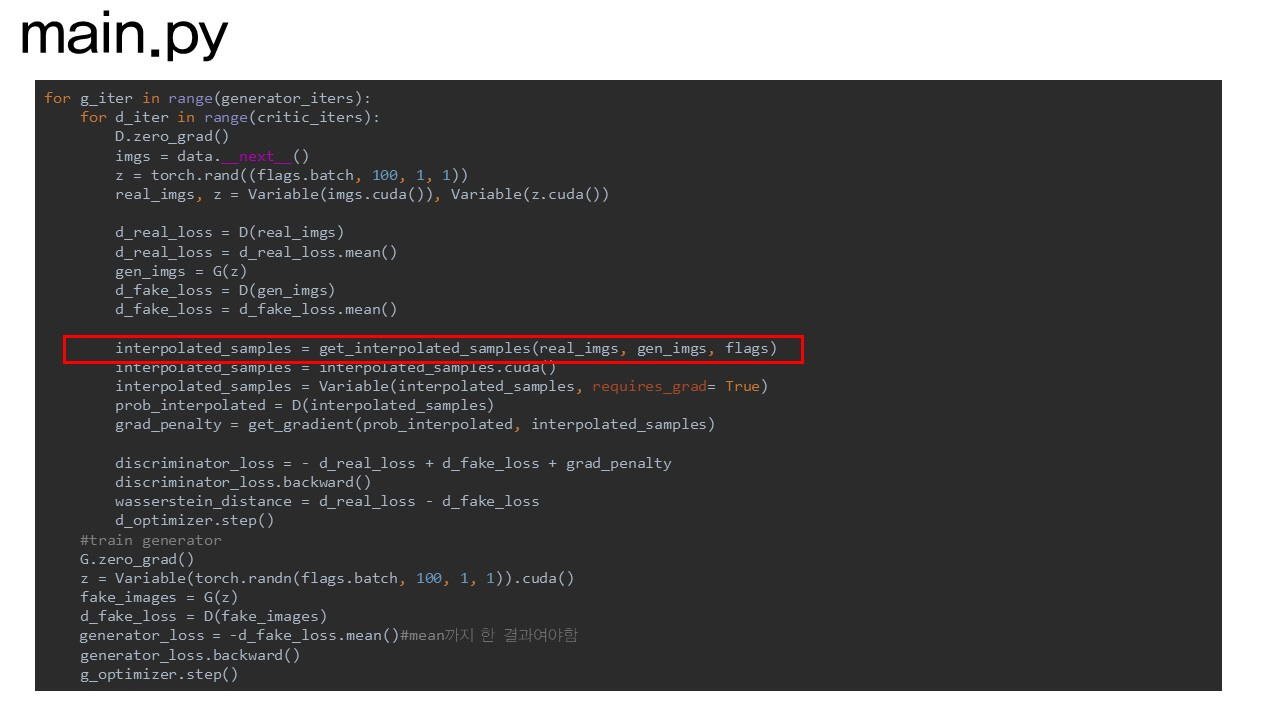 main.py
for g_iter in range(generator_iters):
for d_iter in range(critic_iters):
D.zero_grad()
imgs = data.__next__()
z = torch.rand((flags.batch, 100, 1, 1))
real_imgs, z = Variable(imgs.cuda()), Variable(z.cuda())
d_real_loss = D(real_imgs)
d_real_loss = d_real_loss.mean()
gen_imgs = G(z)
d_fake_loss = D(gen_imgs)
d_fake_loss = d_fake_loss.mean()
interpolated_samples = get_interpolated_samples(real_imgs, gen_imgs, flags)
interpolated_samples = interpolated_samples.cuda()
interpolated_samples = Variable(interpolated_samples, requires_grad= True)
prob_interpolated = D(interpolated_samples)
grad_penalty = get_gradient(prob_interpolated, interpolated_samples)
discriminator_loss = - d_real_loss + d_fake_loss + grad_penalty
discriminator_loss.backward()
wasserstein_distance = d_real_loss - d_fake_loss
d_optimizer.step()
#train generator
G.zero_grad()
z = Variable(torch.randn(flags.batch, 100, 1, 1)).cuda()
fake_images = G(z)
d_fake_loss = D(fake_images)
generator_loss = -d_fake_loss.mean()#mean까지 한 결과여야함
generator_loss.backward()
g_optimizer.step()